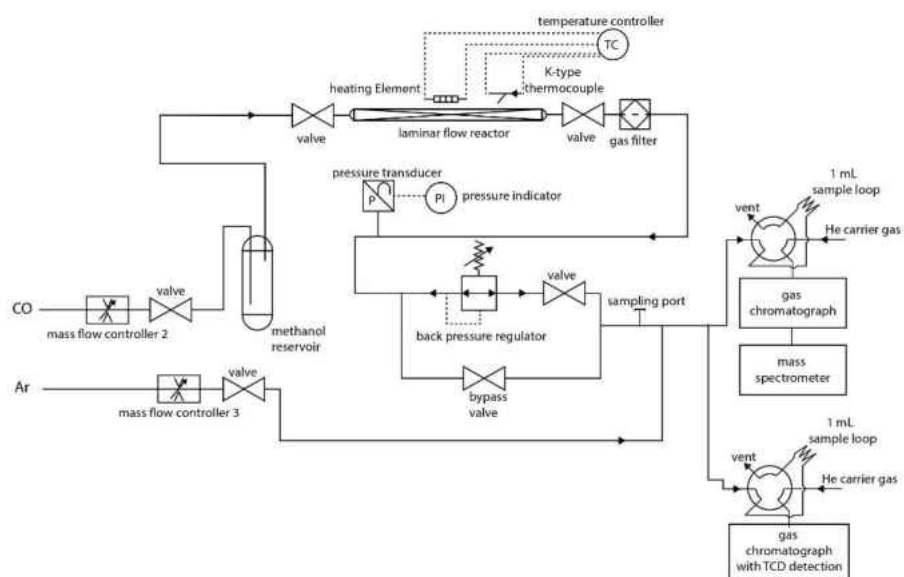 temperature controller
TC
heating Element
K-type
thermocouple
valve
laminar flow reactor
valve
gas filter
pressure transducer
P
PI
pressure indicator
1 mL
sample loop
vent
He carrier gas
CO
valve
mass flow controller 2
methanol
reservoir
valve
sampling port
back pressure regulator
gas
chromatograph
mass
spectrometer
Ar
valve
mass flow controller 3
bypass
valve
1 mL
sample loop
vent
He carrier gas
gas
chromatograph
with TCD detection